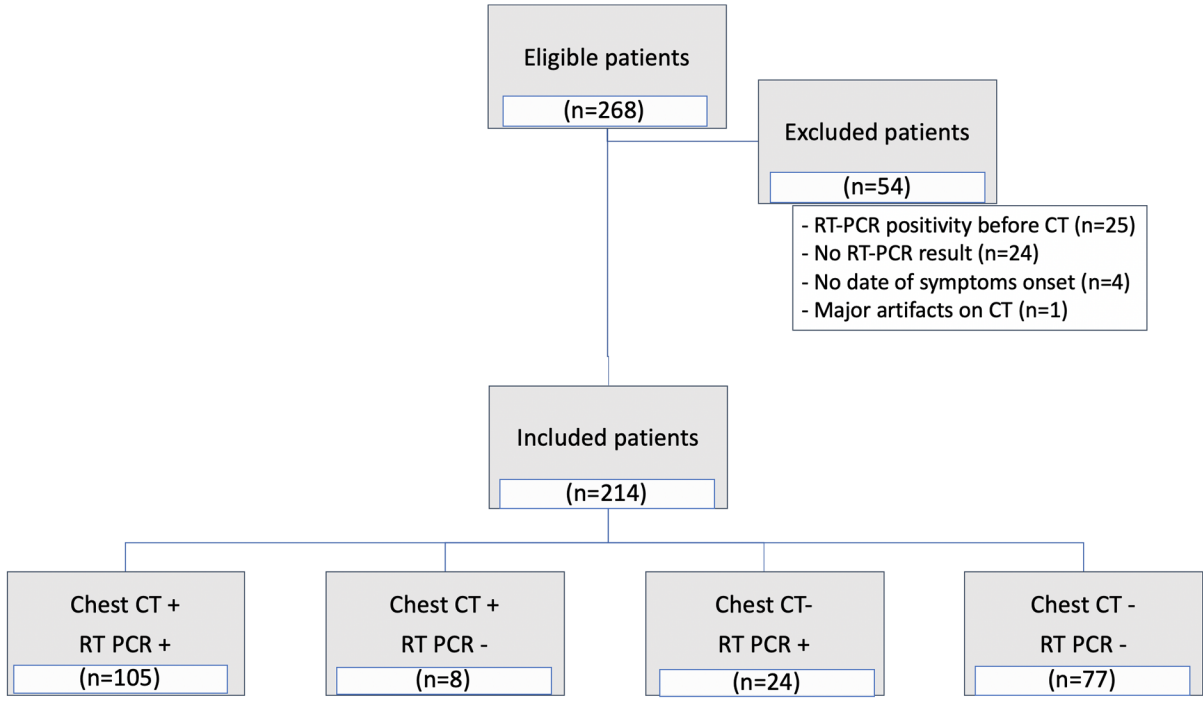 Eligible patients
(n=268)
Excluded patients
(n=54)
- RT-PCR positivity before CT (n=25)
- No RT-PCR result (n=24)
- No date of symptoms onset (n=4)
- Major artifacts on CT (n=1)
Included patients
(n=214)
Chest CT +
RT PCR +
(n=105)
Chest CT +
RT PCR -
(n=8)
Chest CT-
RT PCR +
(n=24)
Chest CT -
RT PCR -
(n=77)